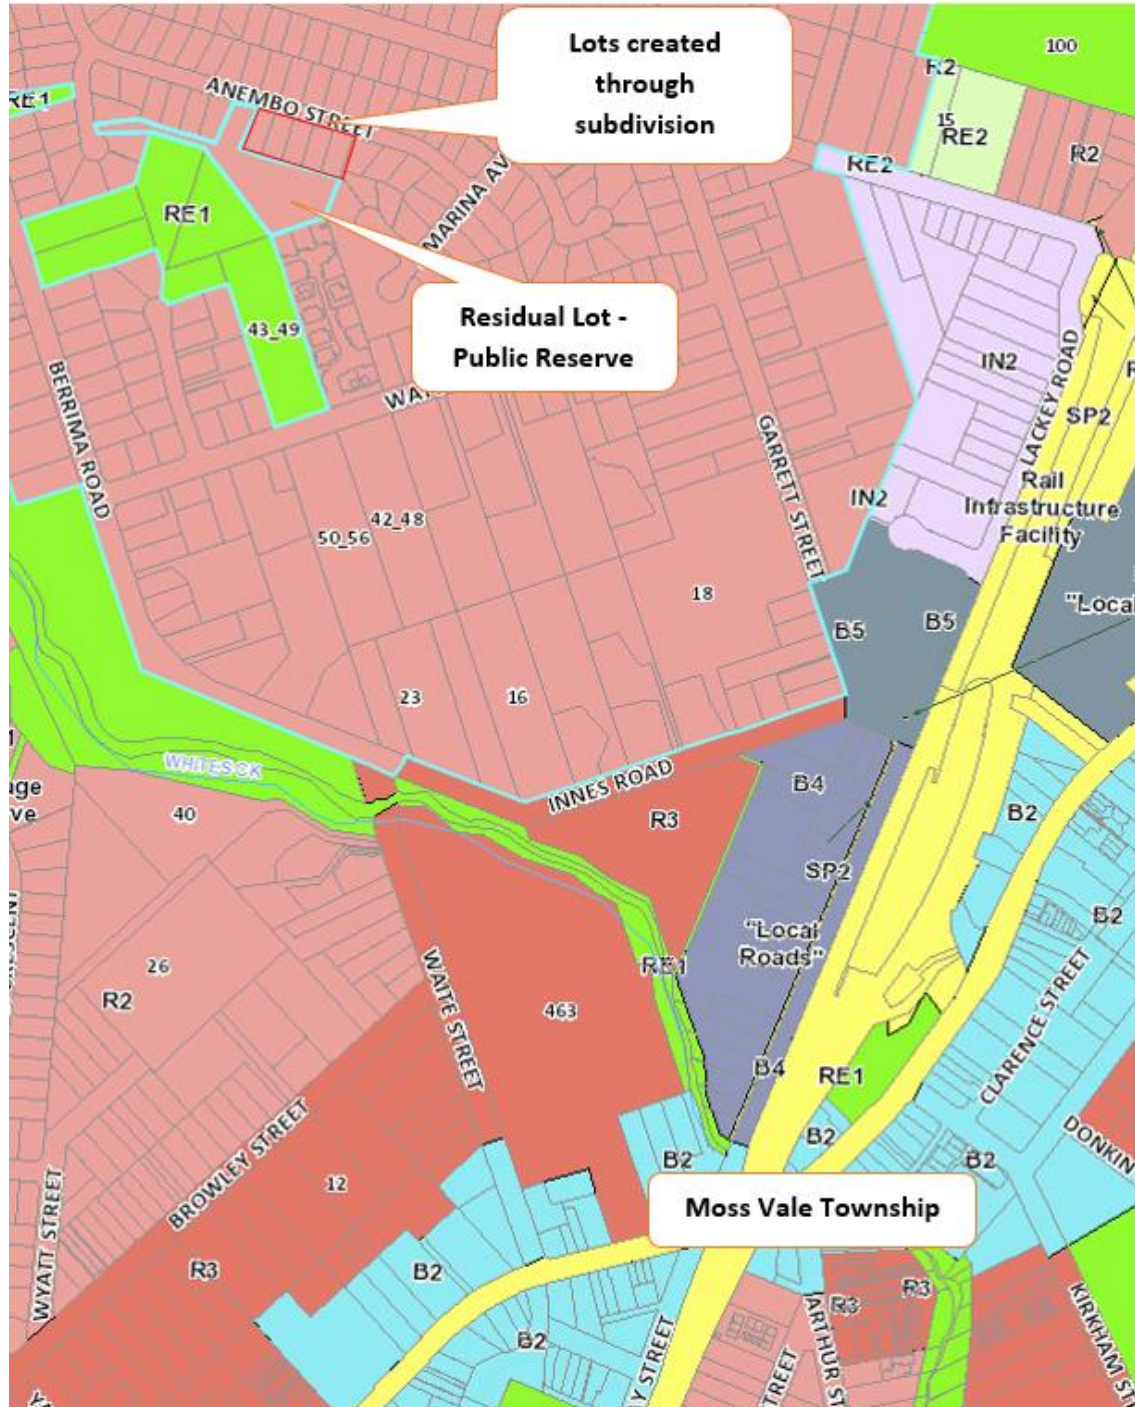 Lots created
through
subdivision
100
R2
RE1
ANEMBO STREET
15
RE2
R2
RE2
MARINA AV
RE1
Residual Lot -
Public Reserve
43_49
IN2
LACKEY ROAD
SP2
BERRIMA ROAD
GARRETT STREET
Rail
Infrastructure
Facility
IN2
42_48
50_56
18
"Local
B5
B5
23
16
WHITES CK
INNES ROAD
B4
R3
B2
40
SP2
B2
"Local
Roads"
RE1
26
R2
WAITE STREET
463
CLARENCE STREET
B4
RE1
BROWLEY STREET
B2
B2
B2
DONKIN
12
Moss Vale Township
WYATT STREET
R3
B2
R3
R3
B2
ARTHUR ST
KIRKHAM ST
STREET